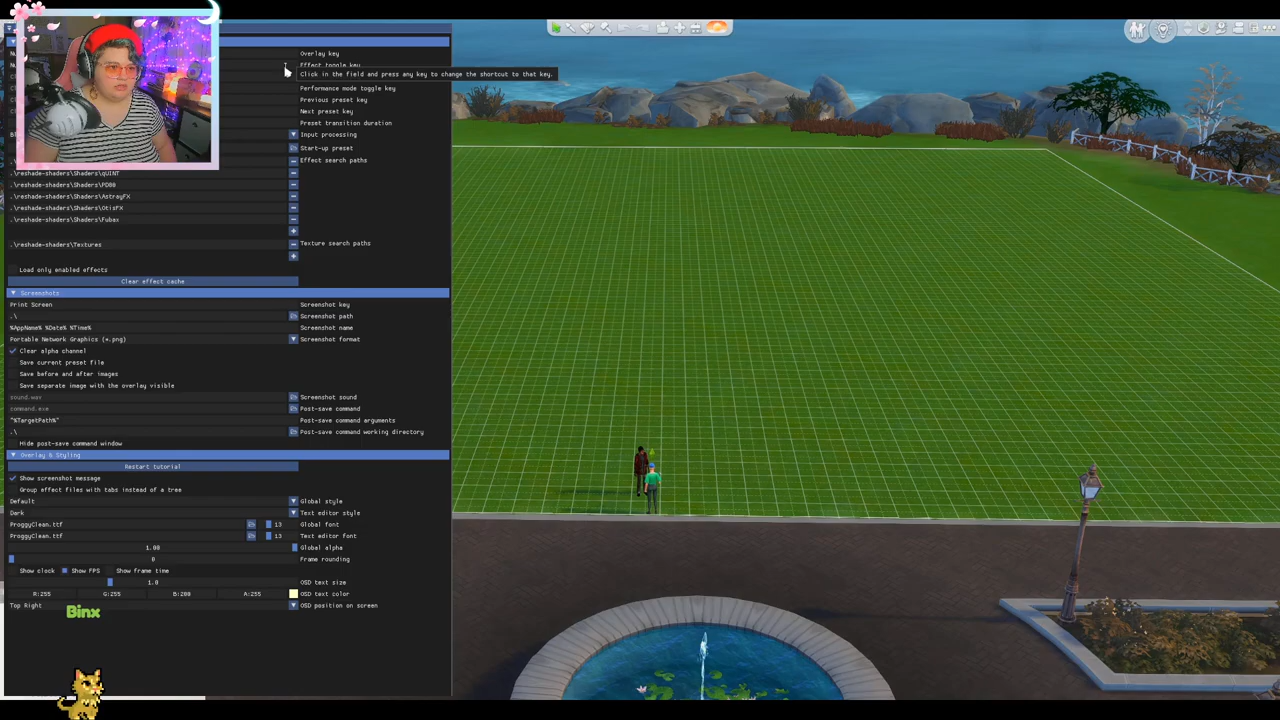 Overlay key
Effect toggle key
Click in the field and press any key to change the shortcut to that key.
Performance mode toggle key
Previous preset key
Next preset key
Preset transition duration
Input processing
Start-up preset
Effect search paths
.\reshade-shaders\Shaders\qUINT
.\reshade-shaders\Shaders\PD80
.\reshade-shaders\Shaders\AstrayFX
.\reshade-shaders\Shaders\OtisFX
.\reshade-shaders\Shaders\Fubax
.\reshade-shaders\Textures Texture search paths
Load only enabled effects
Clear effect cache
Screenshots
Print Screen Screenshot key
.\ Screenshot path
%AppName% %Date% %Time% Screenshot name
Portable Network Graphics (*.png) Screenshot format
Clear alpha channel
Save current preset file
Save before and after images
Save separate image with the overlay visible
sound.wav Screenshot sound
command.exe Post-save command
"%TargetPath%" Post-save command arguments
.\ Post-save command working directory
Hide post-save command window
Overlay & Styling
Restart tutorial
Show screenshot message
Group effect files with tabs instead of a tree
Default Global style
Dark Text editor style
ProggyClean.ttf 13 Global font
ProggyClean.ttf 13 Text editor font
1.00 Global alpha
0 Frame rounding
Show clock Show FPS Show frame time
1.0 OSD text size
R:255 G:255 B:200 A:255 OSD text color
Top Right OSD position on screen
Binx